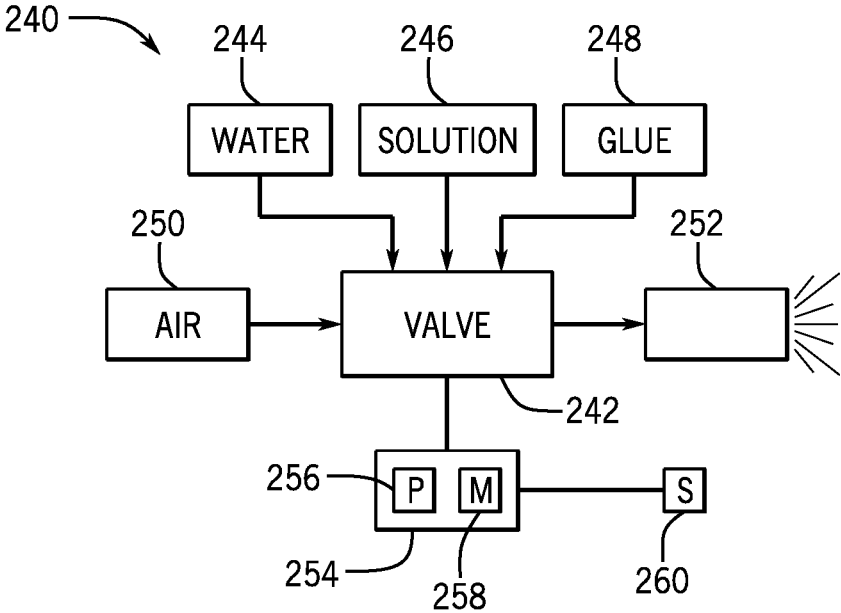 240
244
246
248
WATER
SOLUTION
GLUE
250
252
AIR
VALVE
242
256
P
M
S
254
258
260